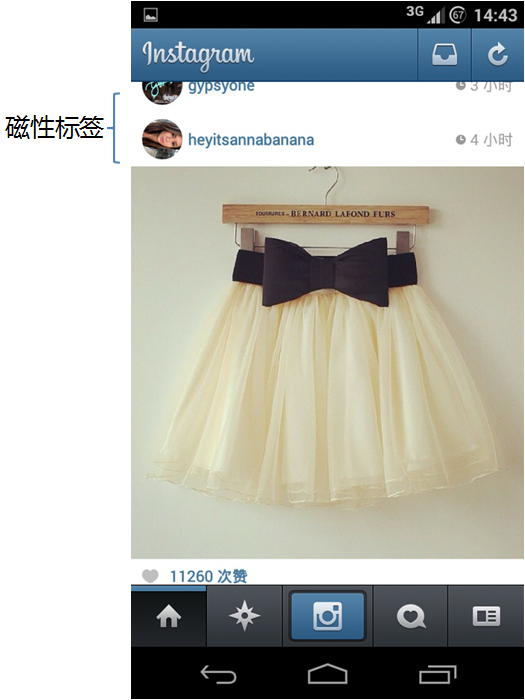 3G 67 14:43
Instagram
gypsyone 3 小时
磁性标签
heyitsannabanana 4 小时
BERNARD LAFOND FURS
11260 次赞